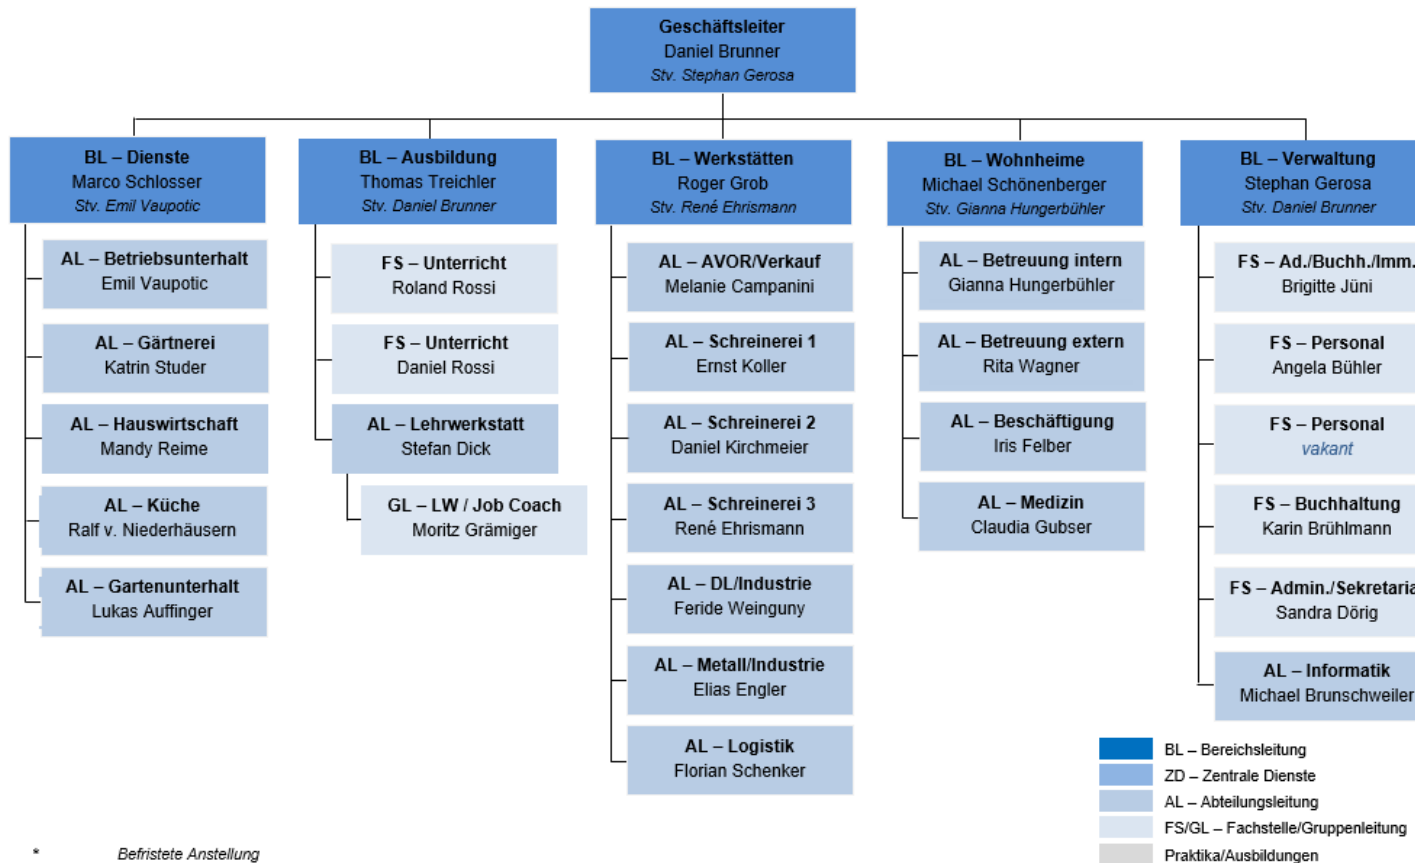 Geschäftsleiter
Daniel Brunner
Stv. Stephan Gerosa
BL – Dienste
Marco Schlosser
Stv. Emil Vaupotic
AL – Betriebsunterhalt
Emil Vaupotic
AL – Gärtnerei
Katrin Studer
AL – Hauswirtschaft
Mandy Reime
AL – Küche
Ralf v. Niederhäusern
AL – Gartenunterhalt
Lukas Auffinger
BL – Ausbildung
Thomas Treichler
Stv. Daniel Brunner
FS – Unterricht
Roland Rossi
FS – Unterricht
Daniel Rossi
AL – Lehrwerkstatt
Stefan Dick
GL – LW / Job Coach
Moritz Grämiger
BL – Werkstätten
Roger Grob
Stv. René Ehrismann
AL – AVOR/Verkauf
Melanie Campanini
AL – Schreinerei 1
Ernst Koller
AL – Schreinerei 2
Daniel Kirchmeier
AL – Schreinerei 3
René Ehrismann
AL – DL/Industrie
Feride Weinguny
AL – Metall/Industrie
Elias Engler
AL – Logistik
Florian Schenker
BL – Wohnheime
Michael Schönenberger
Stv. Gianna Hungerbühler
AL – Betreuung intern
Gianna Hungerbühler
AL – Betreuung extern
Rita Wagner
AL – Beschäftigung
Iris Felber
AL – Medizin
Claudia Gubser
BL – Verwaltung
Stephan Gerosa
Stv. Daniel Brunner
FS – Ad./Buchh./Imm.
Brigitte Jüni
FS – Personal
Angela Bühler
FS – Personal
vakant
FS – Buchhaltung
Karin Brühlmann
FS – Admin./Sekretaria
Sandra Dörig
AL – Informatik
Michael Brunschweiler
BL – Bereichsleitung
ZD – Zentrale Dienste
AL – Abteilungsleitung
FS/GL – Fachstelle/Gruppenleitung
Praktika/Ausbildungen
* Befristete Anstellung